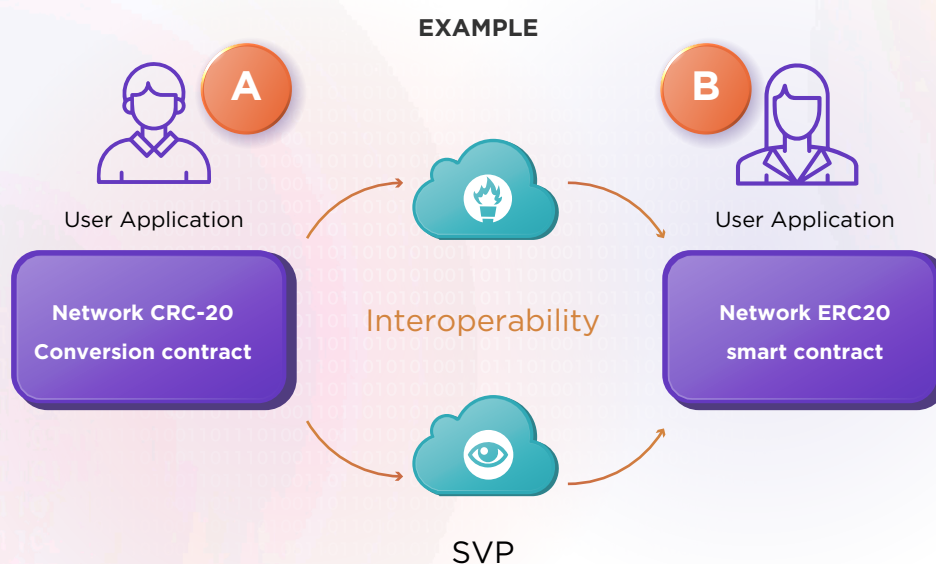 EXAMPLE
A
B
User Application
User Application
Network CRC-20
Conversion contract
Interoperability
Network ERC20
smart contract
SVP